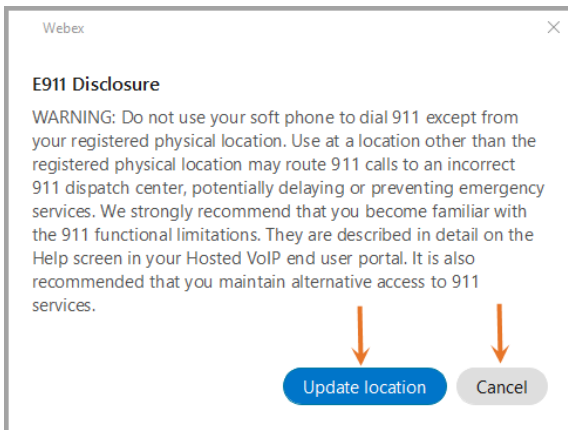 Webex
E911 Disclosure
WARNING: Do not use your soft phone to dial 911 except from
your registered physical location. Use at a location other than the
registered physical location may route 911 calls to an incorrect
911 dispatch center, potentially delaying or preventing emergency
services. We strongly recommend that you become familiar with
the 911 functional limitations. They are described in detail on the
Help screen in your Hosted VoIP end user portal. It is also
recommended that you maintain alternative access to 911
services.
Update location Cancel